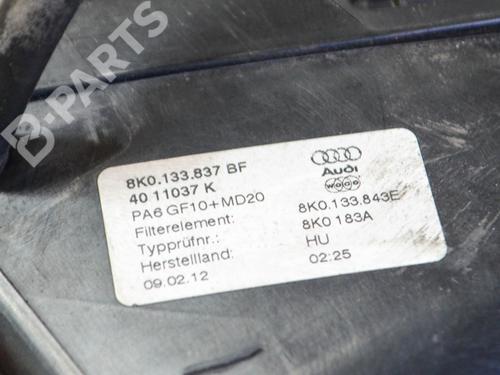 B-PARTS
8K0.133.837 BF
40 11037 K
PA6 GF10+MD20
Filterelement:
Typprüfnr.:
Herstellland:
09.02.12
Audi
WOCO
8K0.133.843E
8K0 183A
HU
02:25